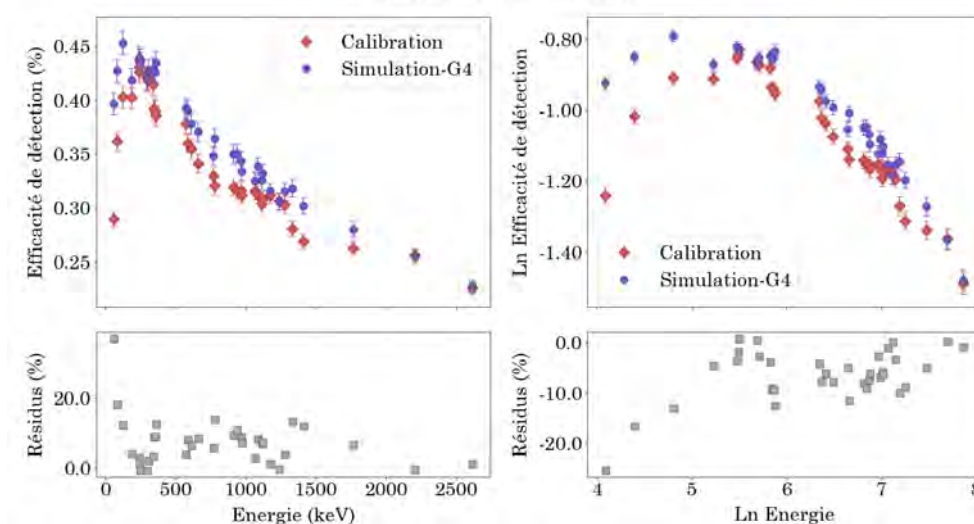 Efficacité de détection (%)
0.45
0.40
0.35
0.30
0.25
Calibration
Simulation-G4
Résidus (%)
20.0
0.0
0
500
1000
1500
2000
2500
Energie (keV)
Ln Efficacité de détection
-0.80
-1.00
-1.20
-1.40
Calibration
Simulation-G4
Résidus (%)
0.0
-10.0
-20.0
4
5
6
7
8
Ln Energie